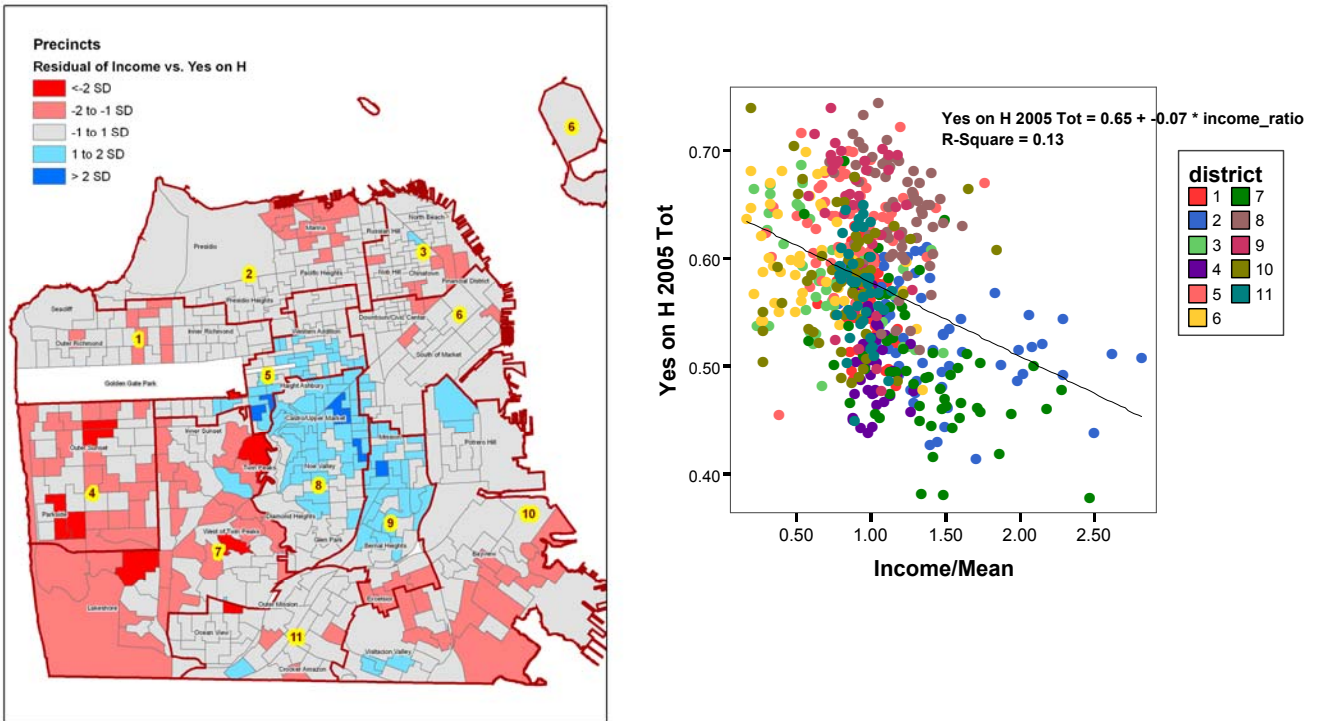 Precincts
Residual of Income vs. Yes on H
<-2 SD
-2 to -1 SD
-1 to 1 SD
1 to 2 SD
> 2 SD
6
North Beach
Marina
Russian Hill
Presidio
3
2
Pacific Heights
Nob Hill
Chinatown
Financial District
Presidio Heights
Seacliff
6
Downtown/Civic Center
1
Inner Richmond
Western Addition
Outer Richmond
South of Market
5
Golden Gate Park
Haight Ashbury
Castro/Upper Market
Inner Sunset
Mission
Outer Sunset
Potrero Hill
Twin Peaks
Noe Valley
4
8
Parkside
Diamond Heights
9
10
West of Twin Peaks
7
Glen Park
Bernal Heights
Bayview
Lakeshore
Outer Mission
Excelsior
Ocean View
11
Visitacion Valley
Crocker Amazon
Yes on H 2005 Tot = 0.65 + -0.07 * income_ratio
R-Square = 0.13
Yes on H 2005 Tot
0.70
0.60
0.50
0.40
0.50 1.00 1.50 2.00 2.50
Income/Mean
district
1 7
2 8
3 9
4 10
5 11
6